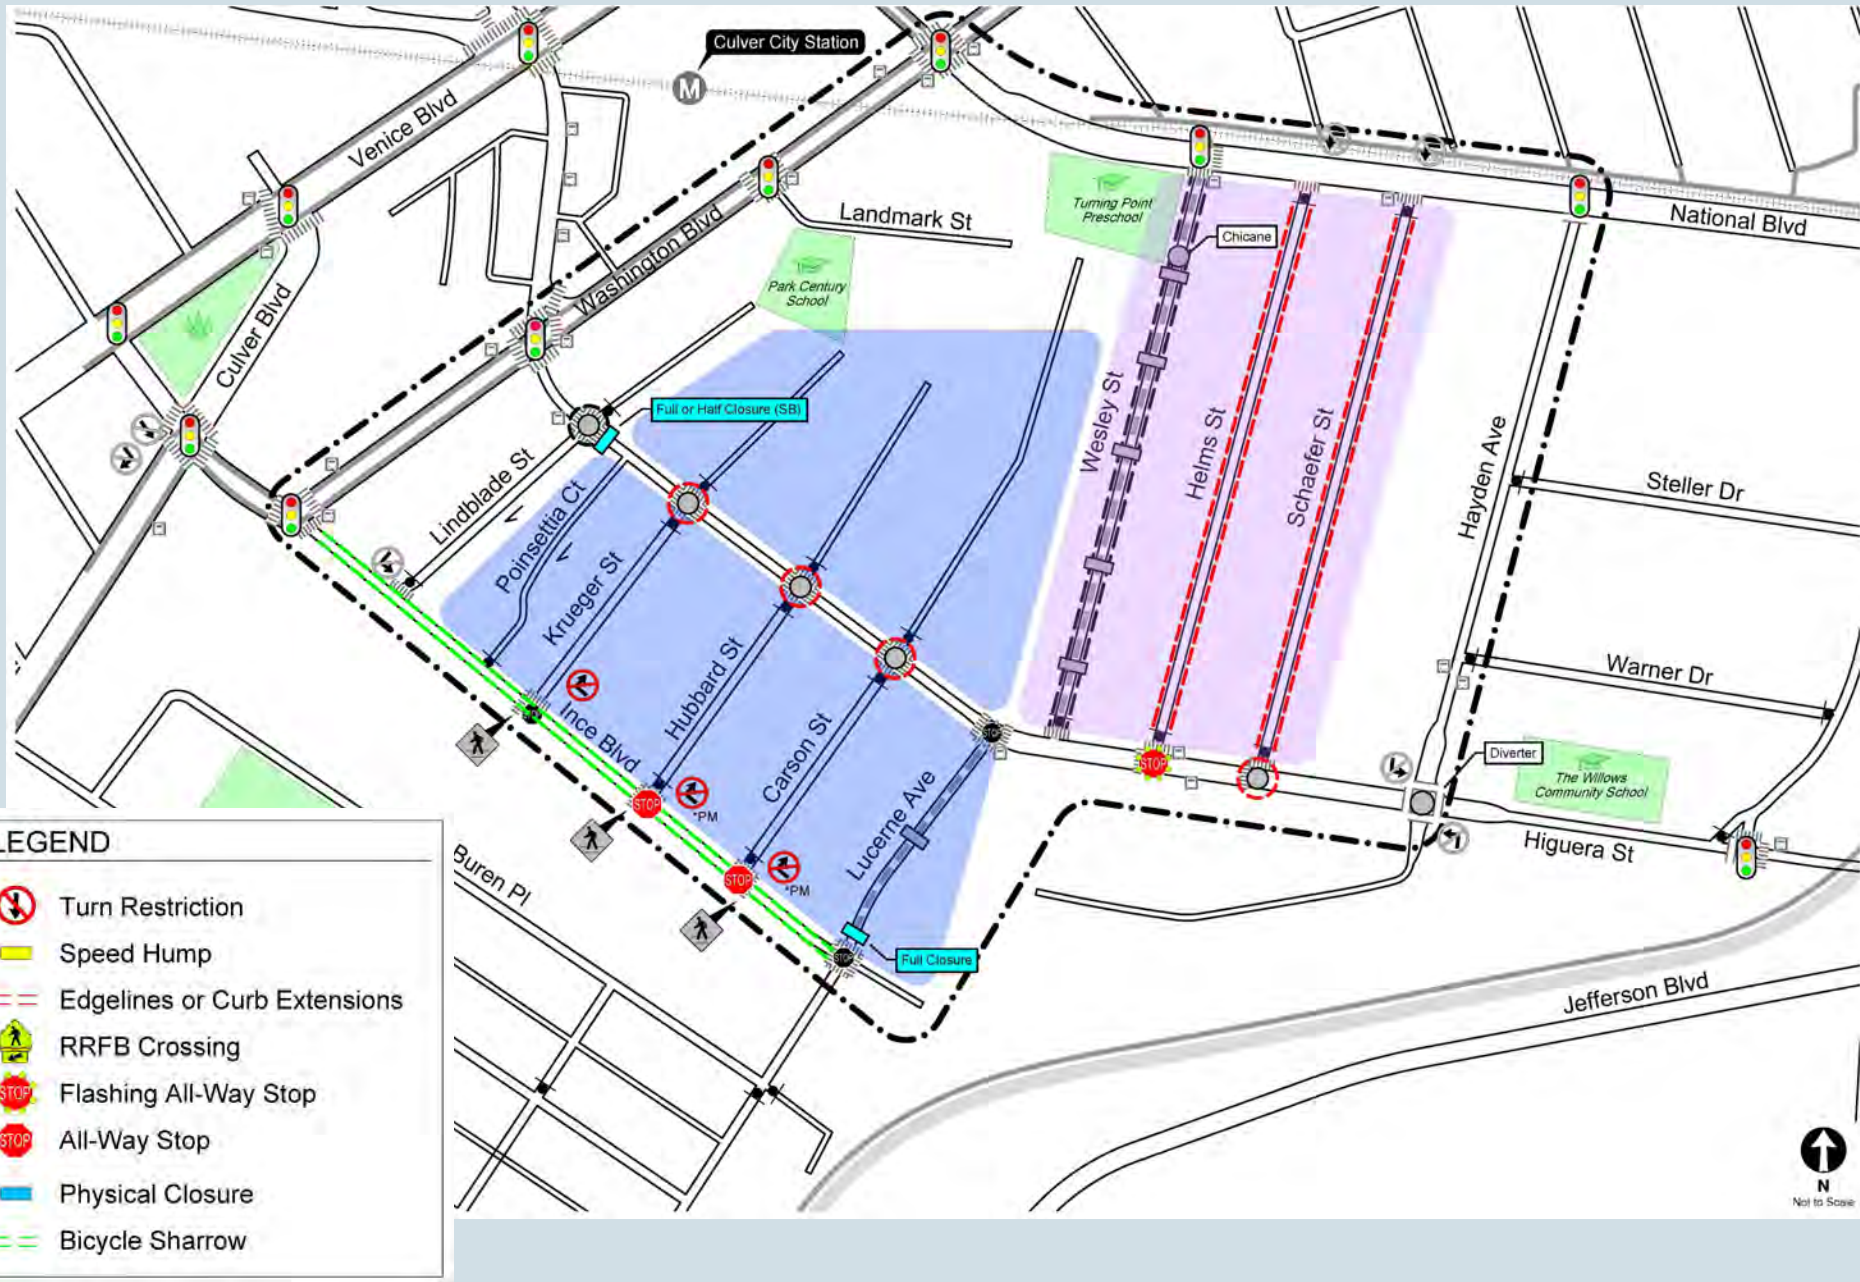 Culver City Station
M
Venice Blvd
Landmark St
Turning Point
Preschool
National Blvd
Chicane
Washington Blvd
Park Century
School
Culver Blvd
Full or Half Closure (SB)
Wesley St
Helms St
Schaefer St
Hayden Ave
Steller Dr
Lindblade St
Poinsettia Ct
Krueger St
Hubbard St
Ince Blvd
Carson St
Lucerne Ave
Warner Dr
STOP
STOP
Diverter
The Willows
Community School
Higuera St
STOP
*PM
STOP
*PM
STOP
Full Closure
Buren Pl
Jefferson Blvd
N
Not to Scale
LEGEND
Turn Restriction
Speed Hump
Edgelines or Curb Extensions
RRFB Crossing
STOP Flashing All-Way Stop
STOP All-Way Stop
Physical Closure
Bicycle Sharrow